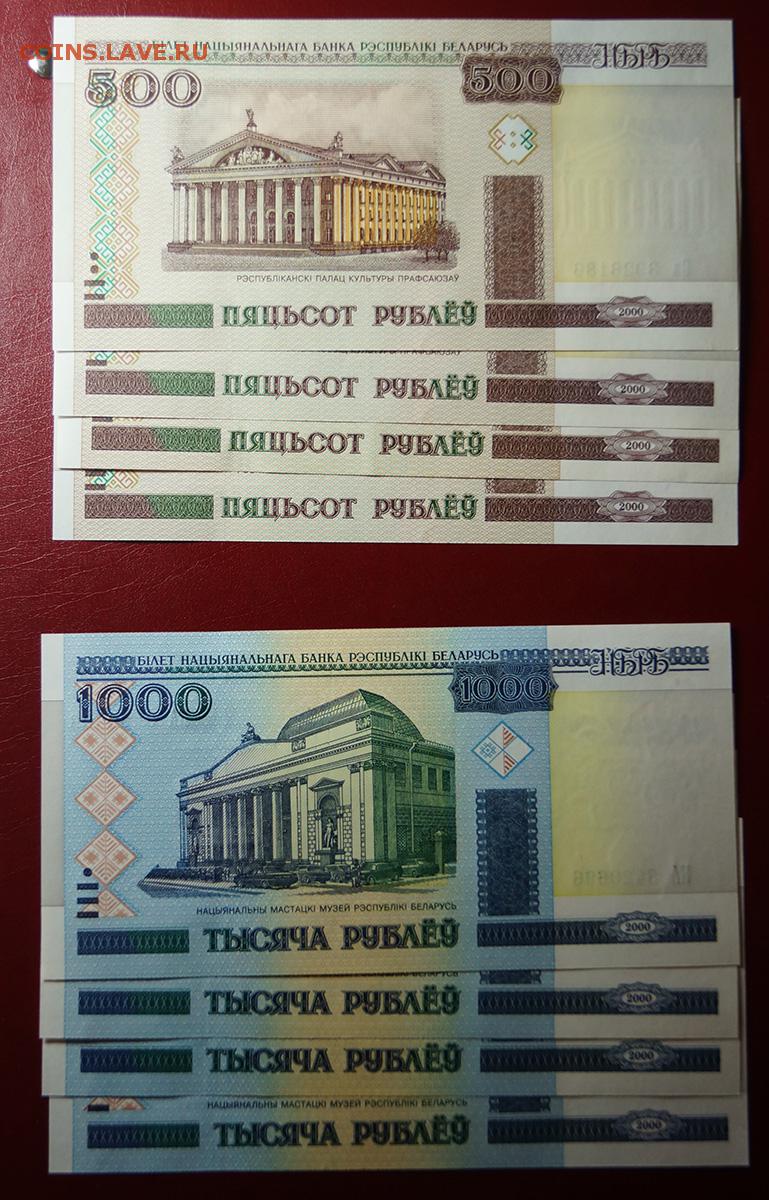 COINS.LAVE.RU
БІЛЕТ НАЦЫЯНАЛЬНАГА БАНКА РЭСПУБЛІКІ БЕЛАРУСЬ НБРБ
500 500
РЭСПУБЛІКАНСКІ ПАЛАЦ КУЛЬТУРЫ ПРАФСАЮЗАЎ
ПЯЦЬСОТ РУБЛЁЎ 2000
ПЯЦЬСОТ РУБЛЁЎ 2000
ПЯЦЬСОТ РУБЛЁЎ 2000
ПЯЦЬСОТ РУБЛЁЎ 2000
БІЛЕТ НАЦЫЯНАЛЬНАГА БАНКА РЭСПУБЛІКІ БЕЛАРУСЬ НБРБ
1000 1000
НАЦЫЯНАЛЬНЫ МАСТАЦКІ МУЗЕЙ РЭСПУБЛІКІ БЕЛАРУСЬ
ТЫСЯЧА РУБЛЁЎ 2000
ТЫСЯЧА РУБЛЁЎ 2000
ТЫСЯЧА РУБЛЁЎ 2000
НАЦЫЯНАЛЬНЫ МАСТАЦКІ МУЗЕЙ РЭСПУБЛІКІ БЕЛАРУСЬ
ТЫСЯЧА РУБЛЁЎ 2000